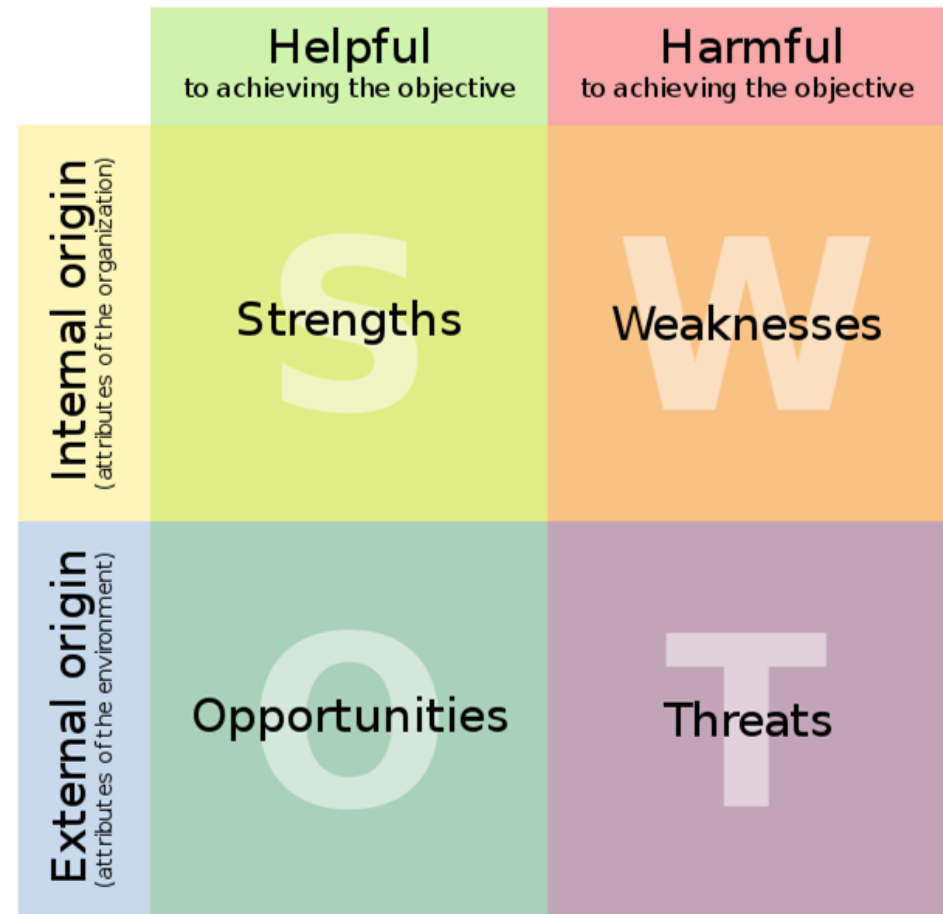 Helpful
to achieving the objective
Harmful
to achieving the objective
Internal origin
(attributes of the organization)
S
Strengths
W
Weaknesses
External origin
(attributes of the environment)
O
Opportunities
T
Threats